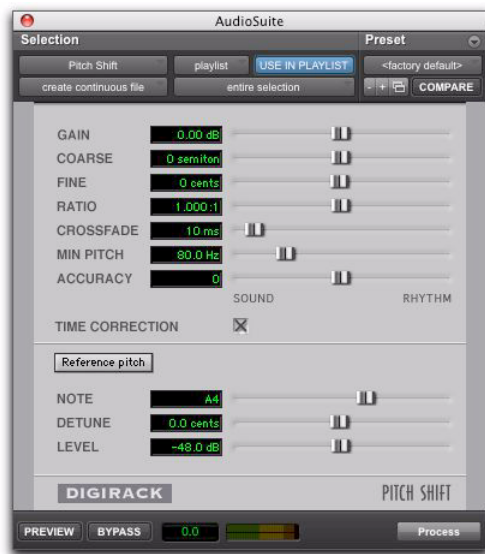 AudioSuite
Selection
Preset
Pitch Shift
playlist
USE IN PLAYLIST
<factory default>
create continuous file
entire selection
- +
COMPARE
GAIN 0.00 dB
COARSE 0 semiton
FINE 0 cents
RATIO 1.000:1
CROSSFADE 10 ms
MIN PITCH 80.0 Hz
ACCURACY 0
SOUND RHYTHM
TIME CORRECTION
Reference pitch
NOTE A4
DETUNE 0.0 cents
LEVEL -48.0 dB
DIGIRACK PITCH SHIFT
PREVIEW BYPASS 0.0 Process